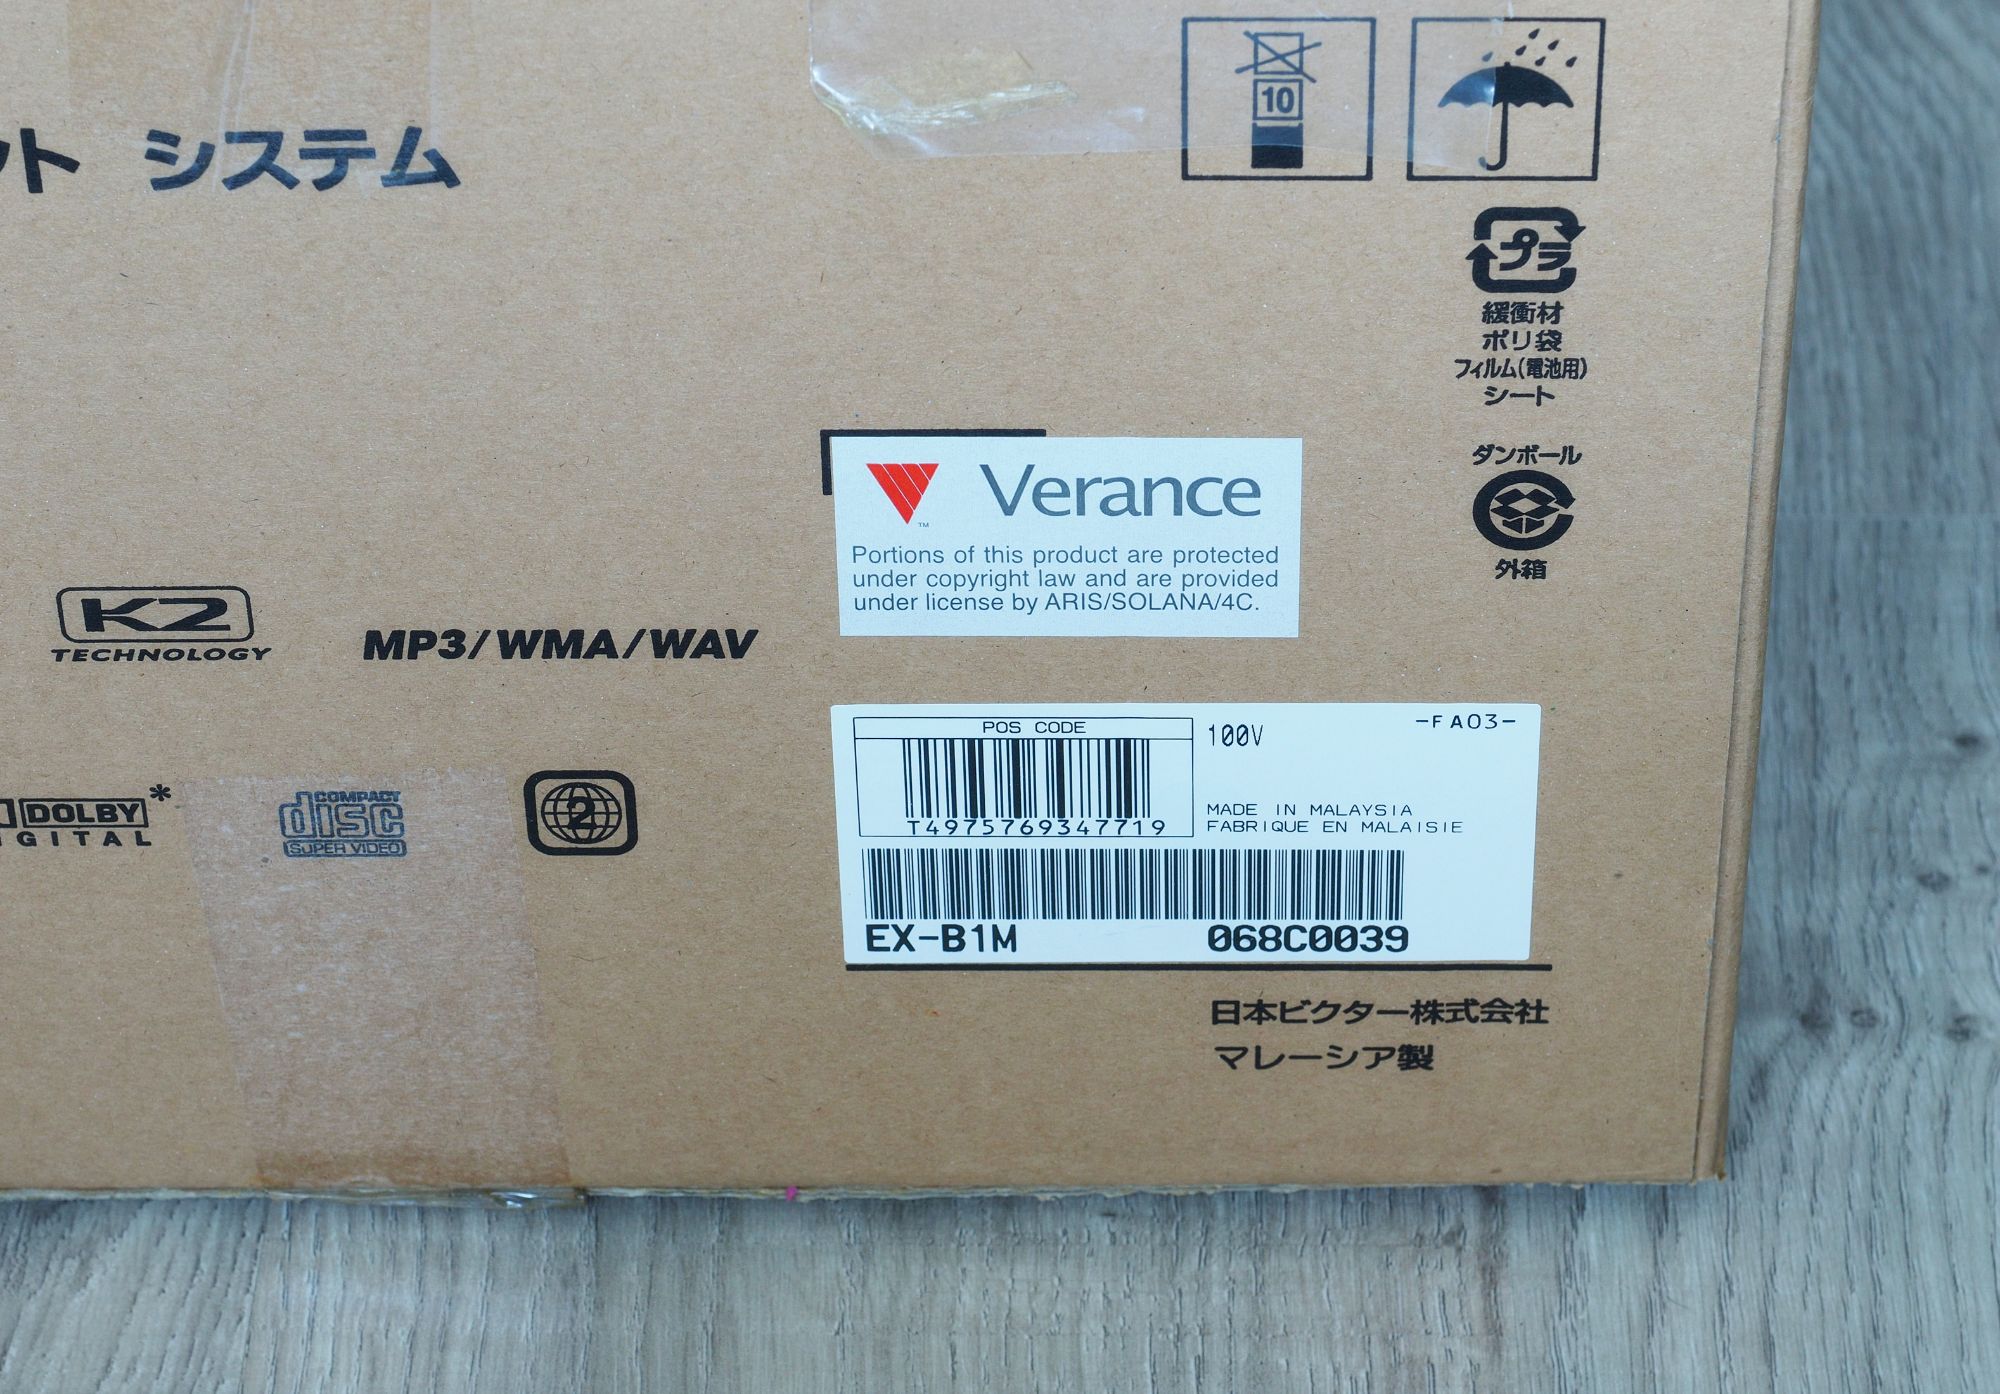 10
ット システム
プラ
緩衝材
ポリ袋
フィルム(電池用)
シート
ダンボール
外箱
Verance
TM
Portions of this product are protected
under copyright law and are provided
under license by ARIS/SOLANA/4C.
K2
TECHNOLOGY
MP3/WMA/WAV
DOLBY*
IGITAL
COMPACT
disc
SUPER VIDEO
2
POS CODE
T4975769347719
100V
-FA03-
MADE IN MALAYSIA
FABRIQUE EN MALAISIE
EX-B1M 068C0039
日本ビクター株式会社
マレーシア製